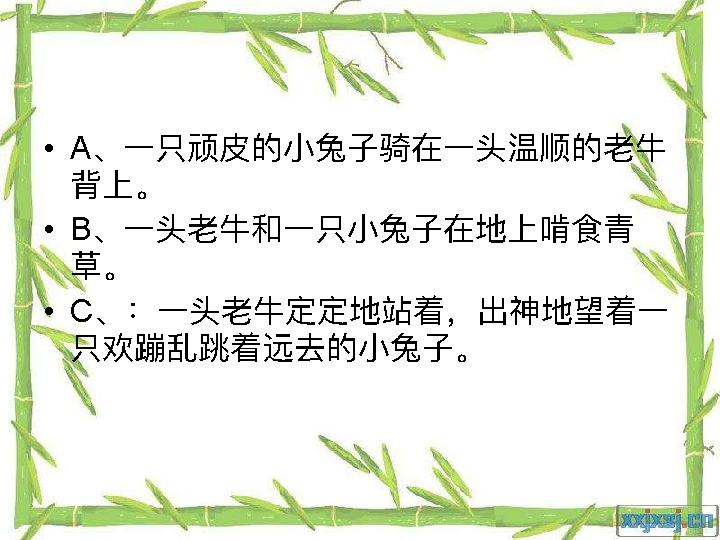 • A、一只顽皮的小兔子骑在一头温顺的老牛
背上。
• B、一头老牛和一只小兔子在地上啃食青
草。
• C、：一头老牛定定地站着，出神地望着一
只欢蹦乱跳着远去的小兔子。
xxjxsj.cn